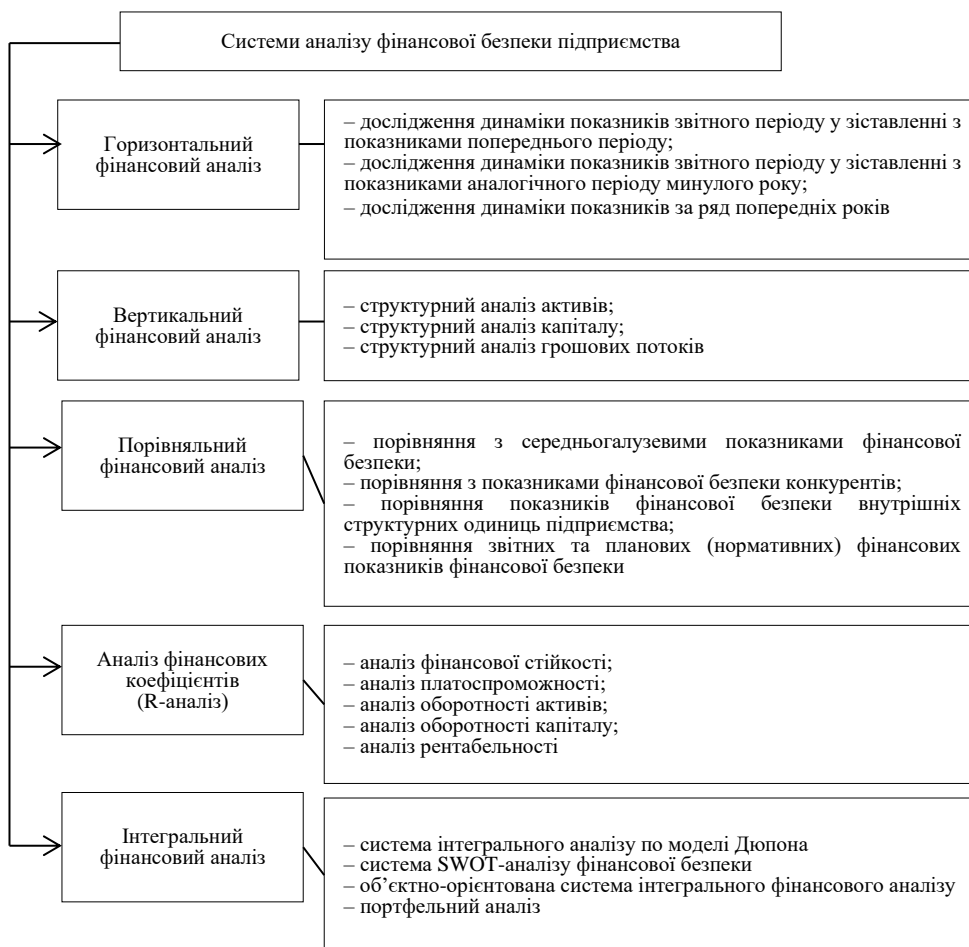 Системи аналізу фінансової безпеки підприємства
Горизонтальний
фінансовий аналіз
– дослідження динаміки показників звітного періоду у зіставленні з
показниками попереднього періоду;
– дослідження динаміки показників звітного періоду у зіставленні з
показниками аналогічного періоду минулого року;
– дослідження динаміки показників за ряд попередніх років
Вертикальний
фінансовий аналіз
– структурний аналіз активів;
– структурний аналіз капіталу;
– структурний аналіз грошових потоків
Порівняльний
фінансовий аналіз
– порівняння з середньогалузевими показниками фінансової
безпеки;
– порівняння з показниками фінансової безпеки конкурентів;
– порівняння показників фінансової безпеки внутрішніх
структурних одиниць підприємства;
– порівняння звітних та планових (нормативних) фінансових
показників фінансової безпеки
Аналіз фінансових
коефіцієнтів
(R-аналіз)
– аналіз фінансової стійкості;
– аналіз платоспроможності;
– аналіз оборотності активів;
– аналіз оборотності капіталу;
– аналіз рентабельності
Інтегральний
фінансовий аналіз
– система інтегрального аналізу по моделі Дюпона
– система SWOT-аналізу фінансової безпеки
– об’єктно-орієнтована система інтегрального фінансового аналізу
– портфельний аналіз